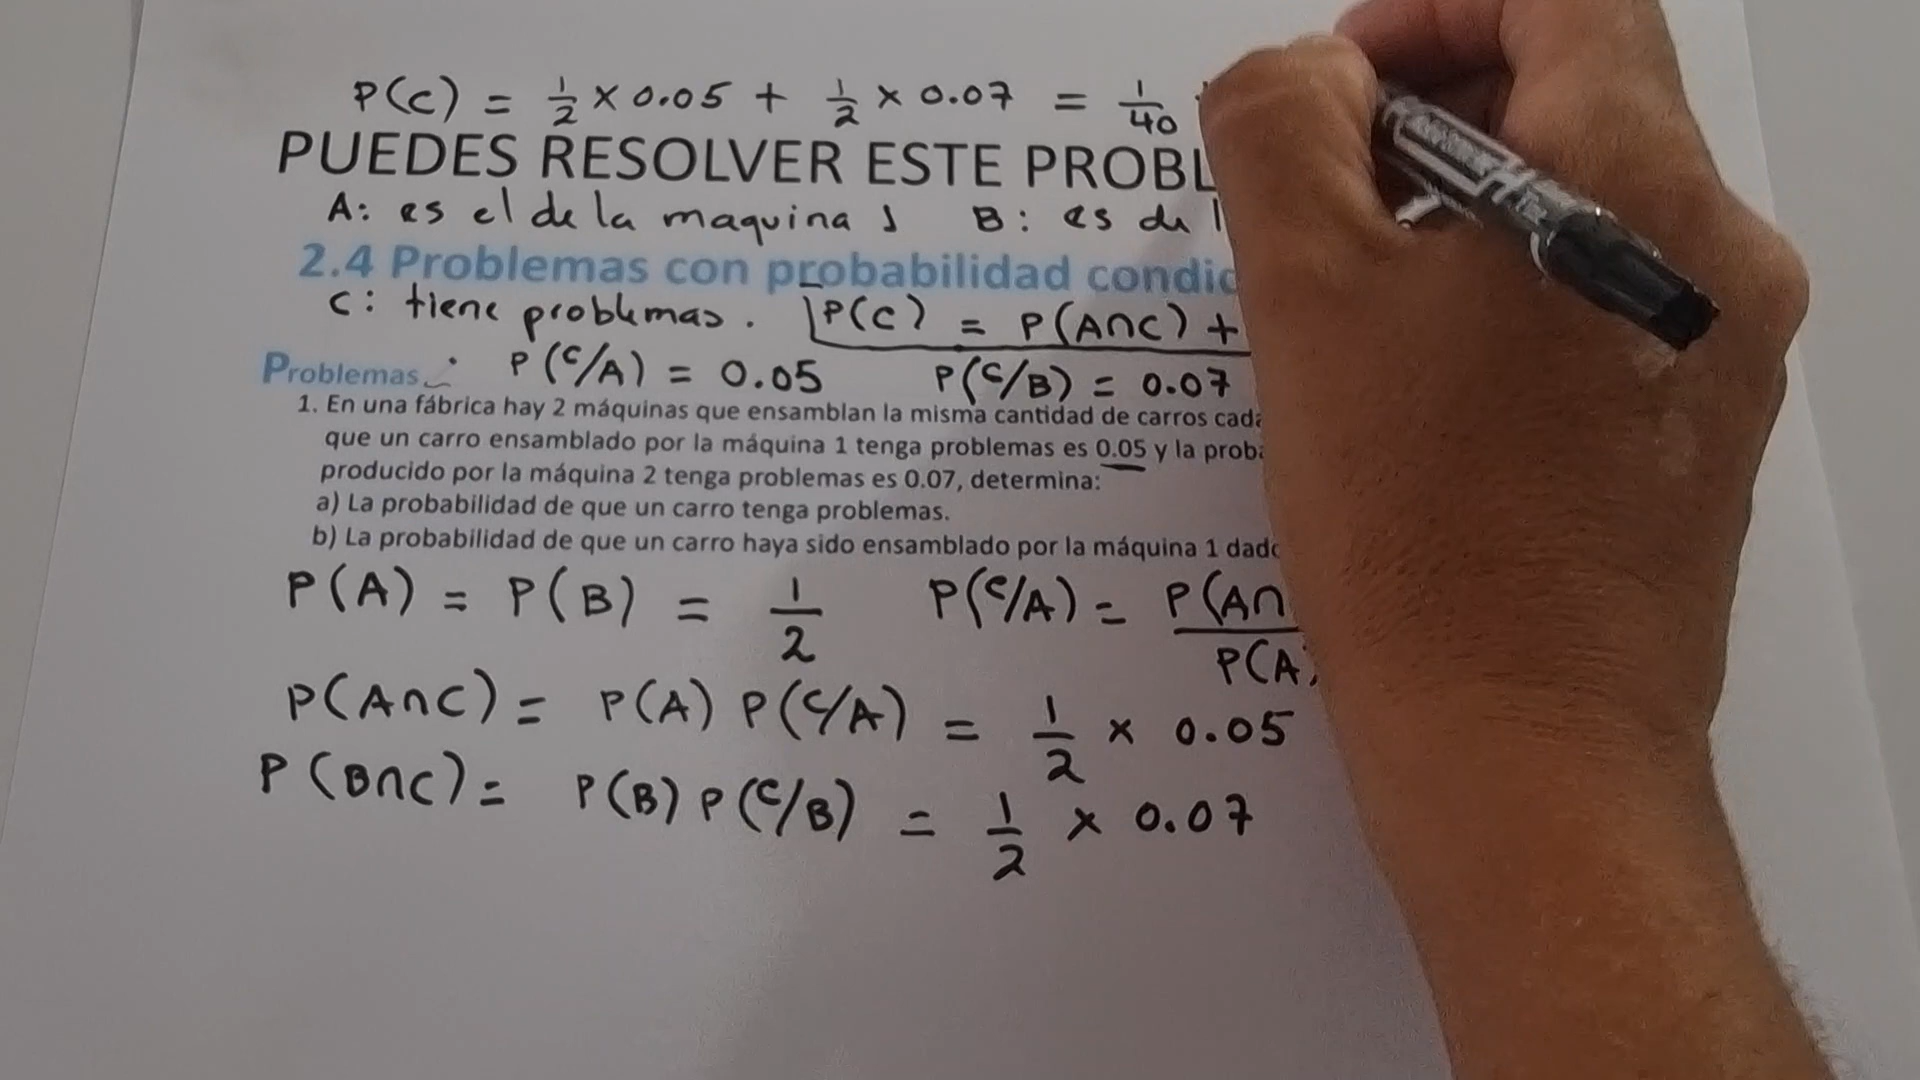 P(C) = 1/2 × 0.05 + 1/2 × 0.07 = 1/40
PUEDES RESOLVER ESTE PROBL
A: es el de la maquina 1 B: es de l
2.4 Problemas con probabilidad condic
C: tiene problemas. P(C) = P(A∩C) +
Problemas P(C/A) = 0.05 P(C/B) = 0.07
1. En una fábrica hay 2 máquinas que ensamblan la misma cantidad de carros cada
que un carro ensamblado por la máquina 1 tenga problemas es 0.05 y la proba
producido por la máquina 2 tenga problemas es 0.07, determina:
a) La probabilidad de que un carro tenga problemas.
b) La probabilidad de que un carro haya sido ensamblado por la máquina 1 dado
P(A) = P(B) = 1/2 P(C/A) = P(A∩ / P(A)
P(A∩C) = P(A) P(C/A) = 1/2 × 0.05
P(B∩C) = P(B) P(C/B) = 1/2 × 0.07